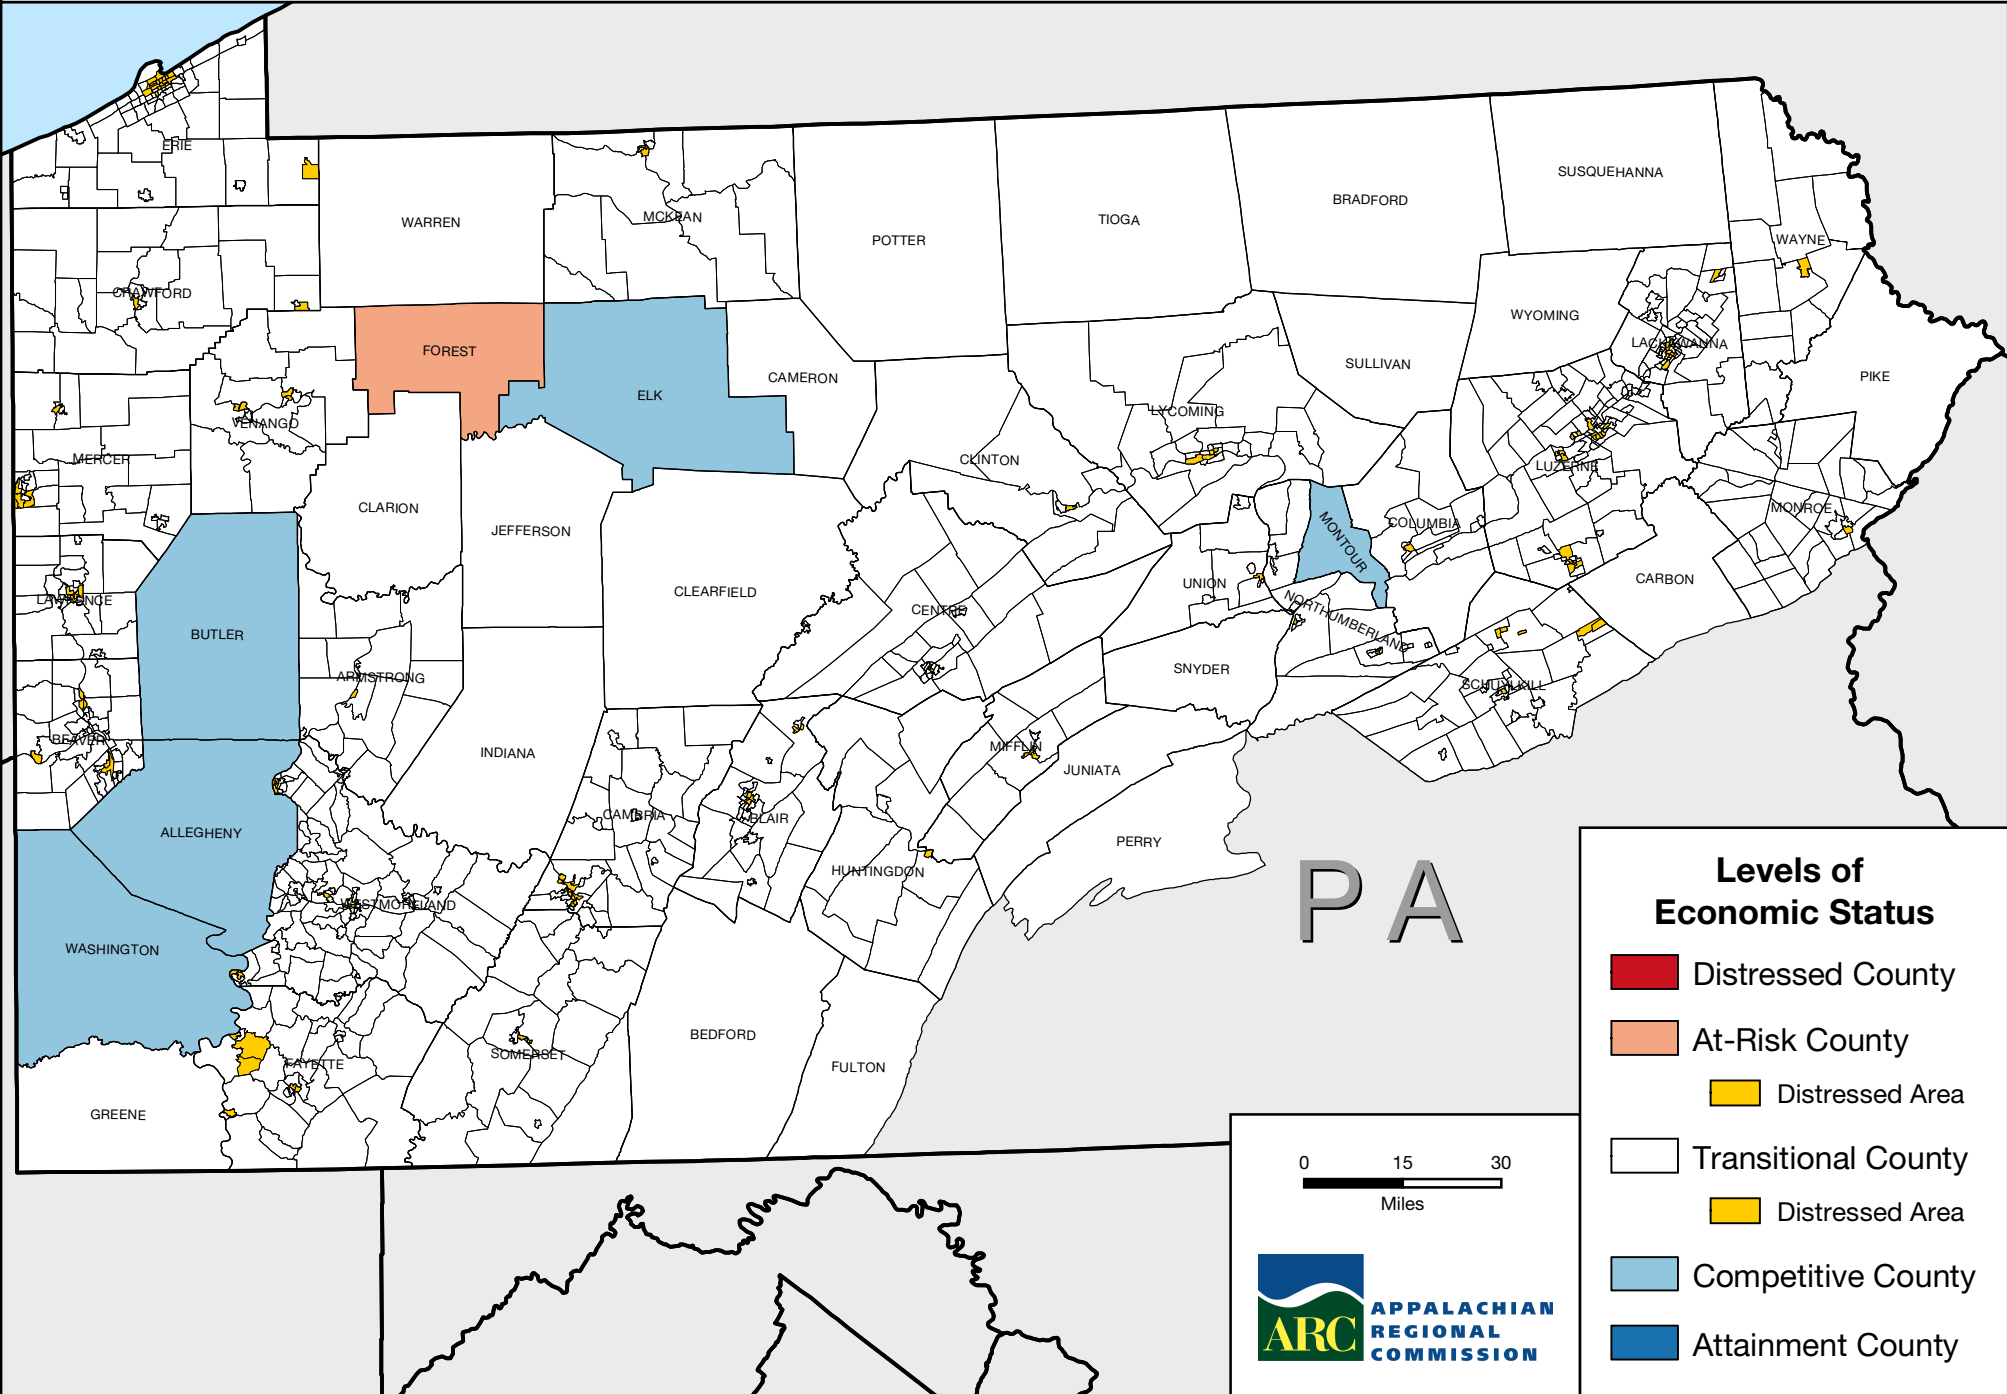 ERIE
WARREN
MCKEAN
POTTER
TIOGA
BRADFORD
SUSQUEHANNA
WAYNE
CRAWFORD
FOREST
ELK
CAMERON
SULLIVAN
WYOMING
LACKAWANNA
PIKE
VENANGO
MERCER
CLARION
JEFFERSON
CLEARFIELD
CLINTON
LYCOMING
LUZERNE
COLUMBIA
MONTOUR
MONROE
CARBON
LAWRENCE
BUTLER
ARMSTRONG
CENTRE
UNION
NORTHUMBERLAND
SNYDER
SCHUYLKILL
BEAVER
INDIANA
MIFFLIN
JUNIATA
ALLEGHENY
CAMBRIA
BLAIR
PERRY
HUNTINGDON
WESTMORELAND
WASHINGTON
BEDFORD
SOMERSET
FAYETTE
FULTON
GREENE
PA
Levels of
Economic Status
Distressed County
At-Risk County
Distressed Area
Transitional County
Distressed Area
Competitive County
Attainment County
0 15 30
Miles
ARC
APPALACHIAN
REGIONAL
COMMISSION